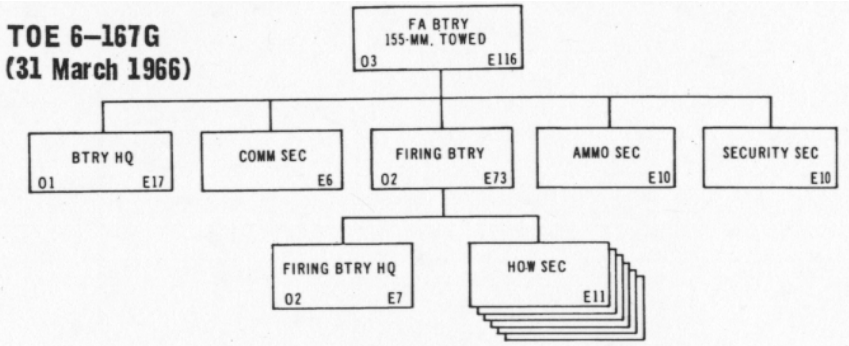 TOE 6-167G
(31 March 1966)
FA BTRY
155-MM, TOWED
O3 E116
BTRY HQ
O1 E17
COMM SEC
E6
FIRING BTRY
O2 E73
AMMO SEC
E10
SECURITY SEC
E10
FIRING BTRY HQ
O2 E7
HOW SEC
E11